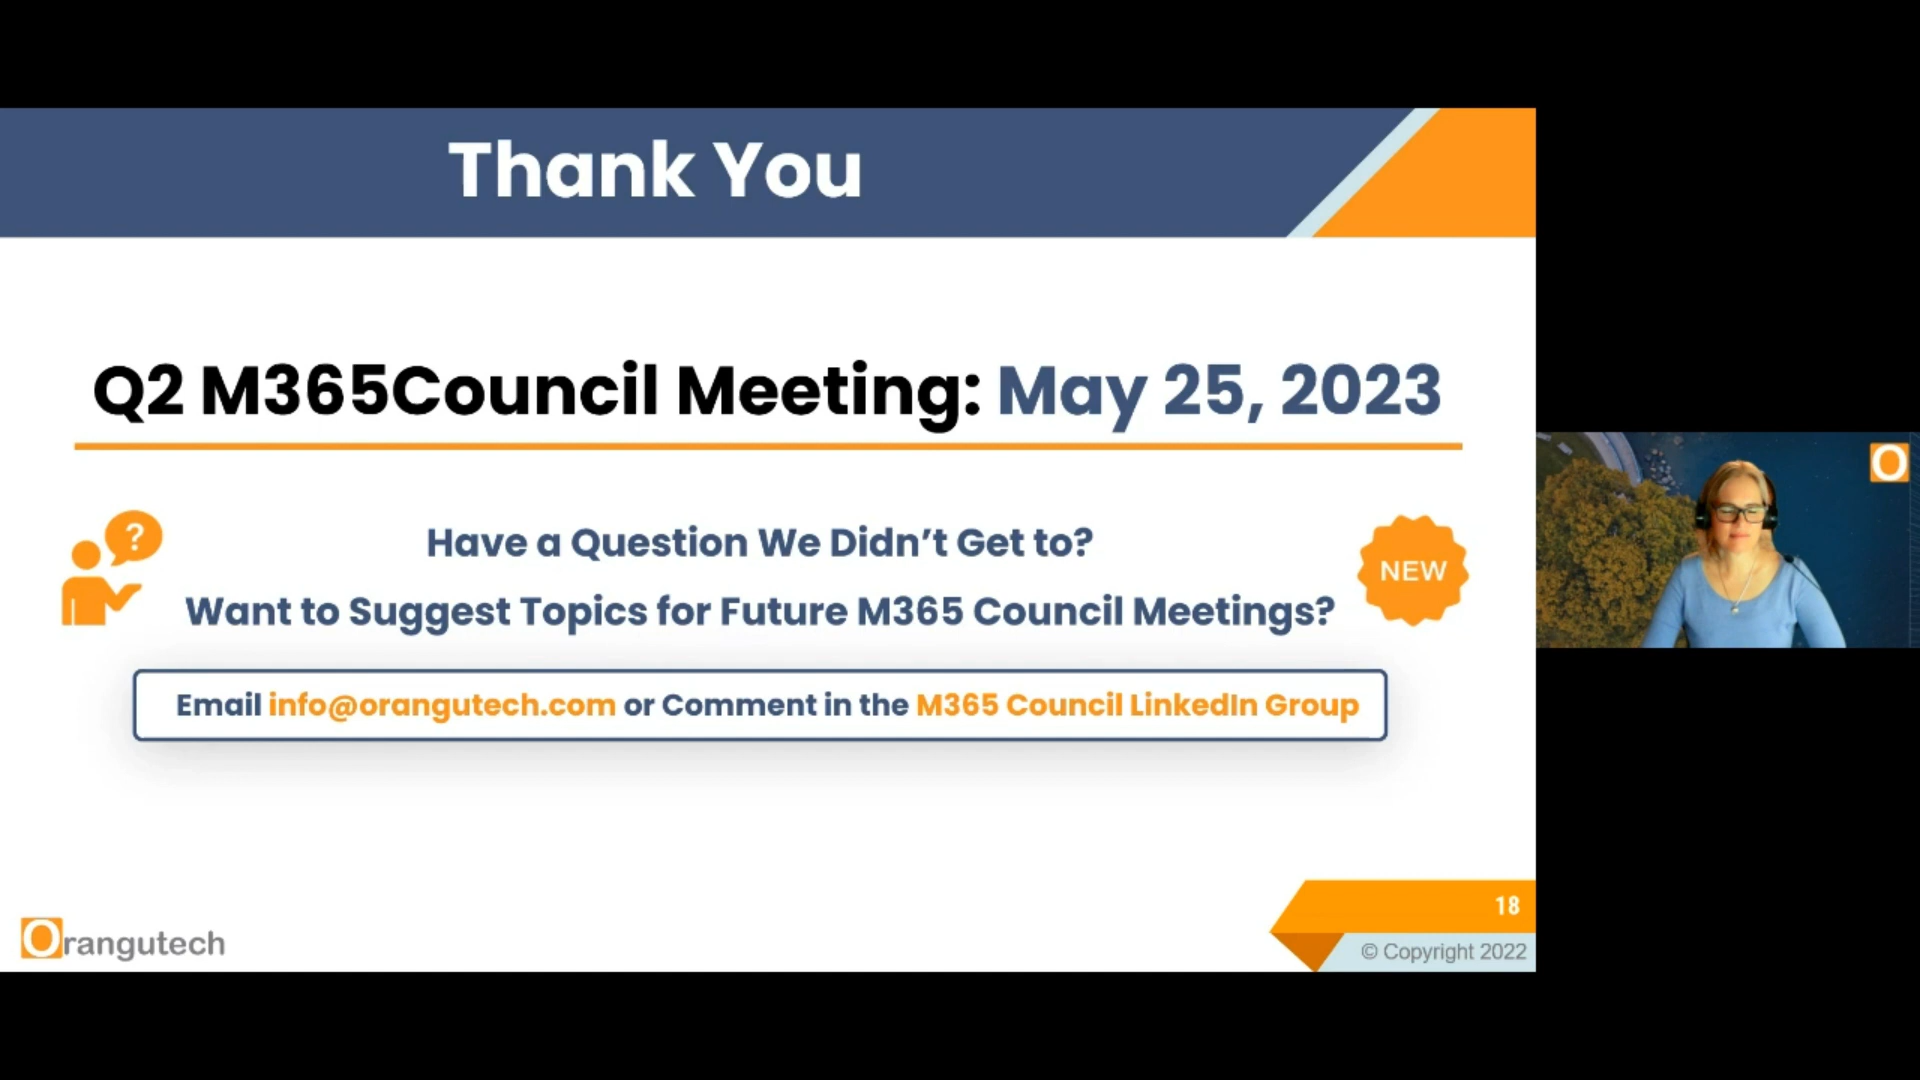 Thank You
Q2 M365Council Meeting: May 25, 2023
?
Have a Question We Didn't Get to?
NEW
Want to Suggest Topics for Future M365 Council Meetings?
Email info@orangutech.com or Comment in the M365 Council LinkedIn Group
18
Orangutech
© Copyright 2022
O